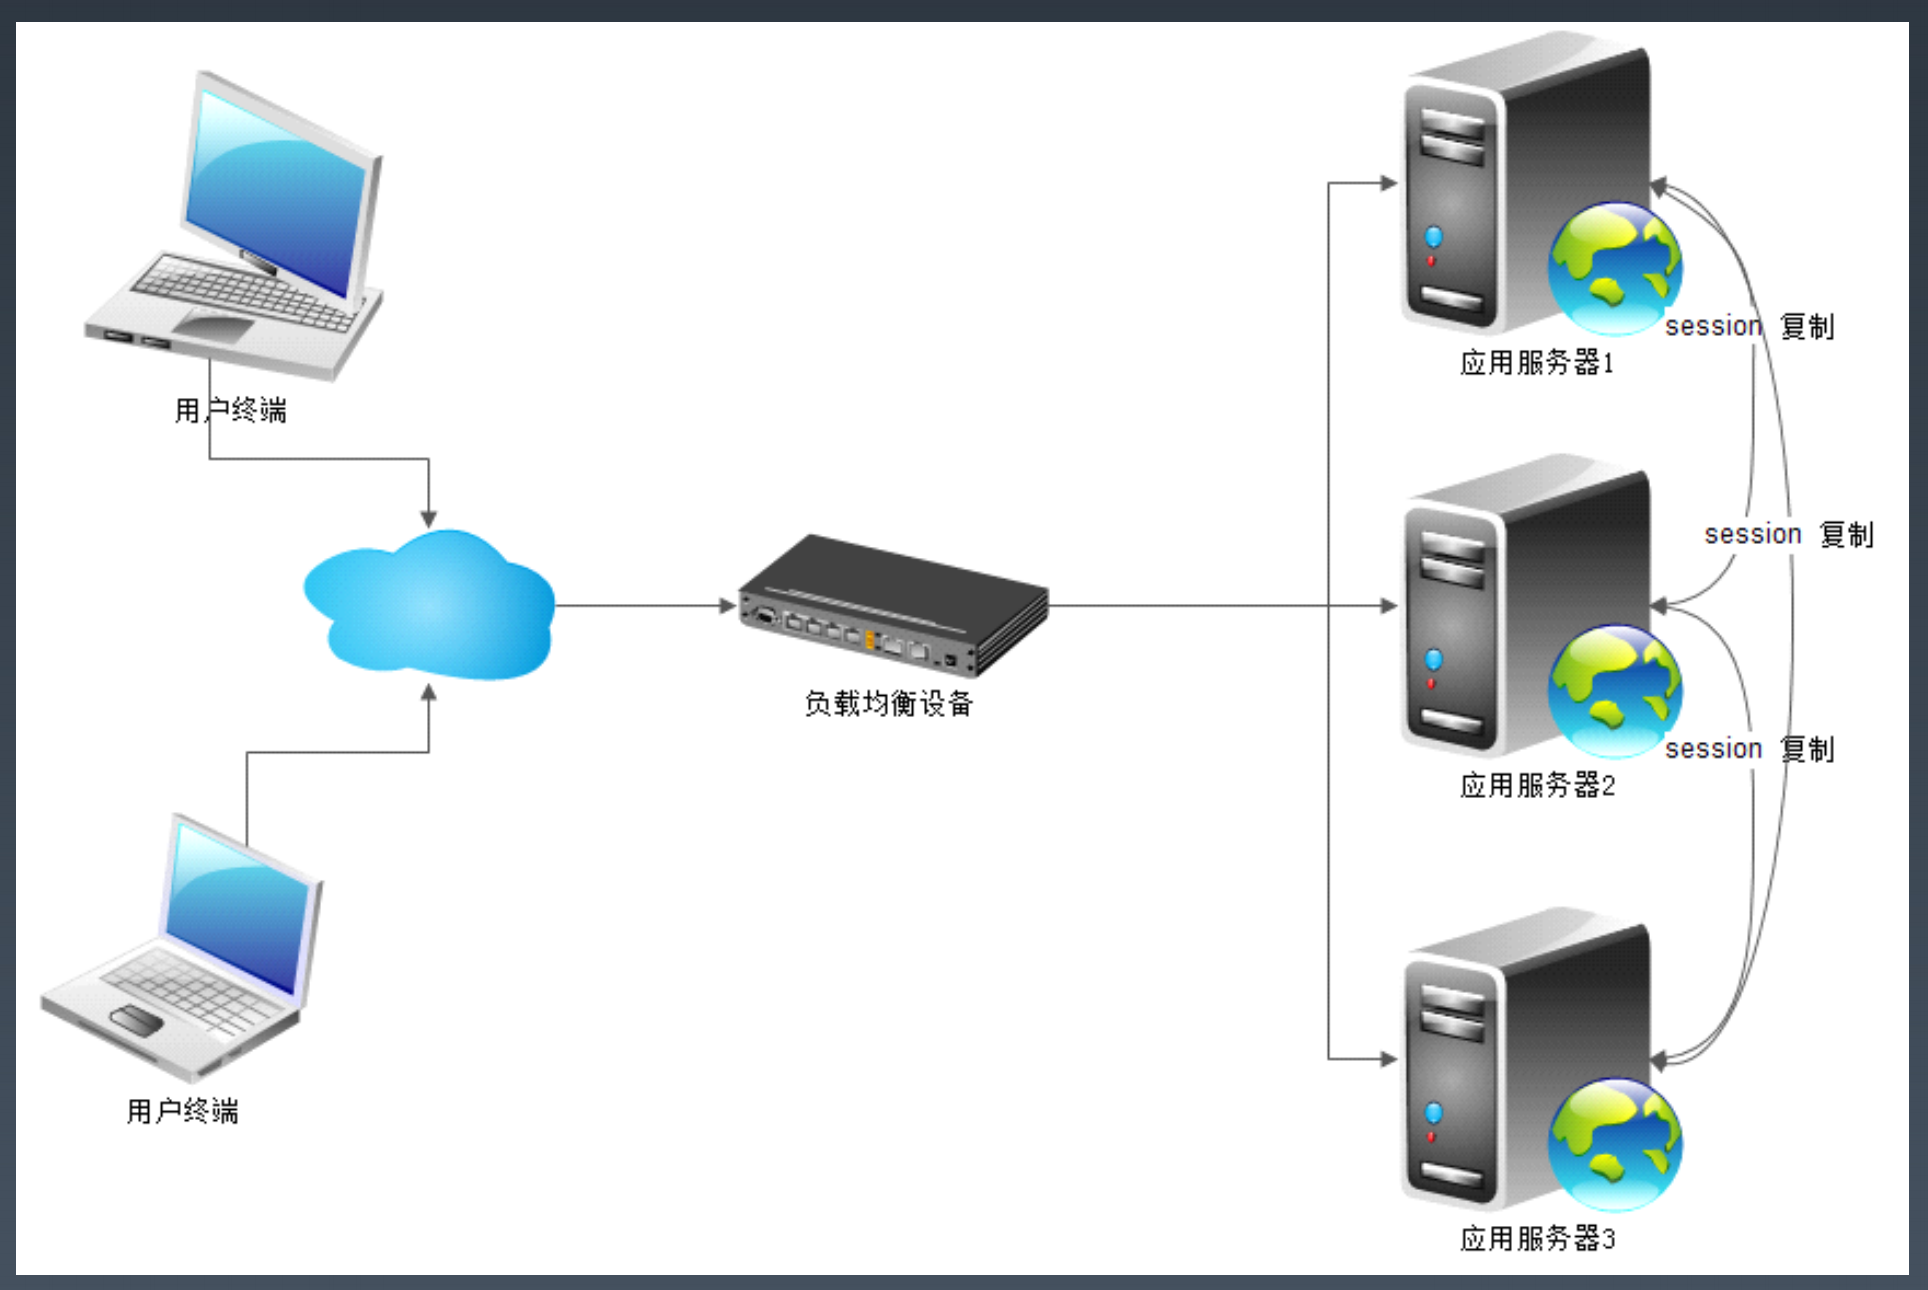 用户终端
用户终端
负载均衡设备
应用服务器1
session 复制
session 复制
应用服务器2
session 复制
应用服务器3